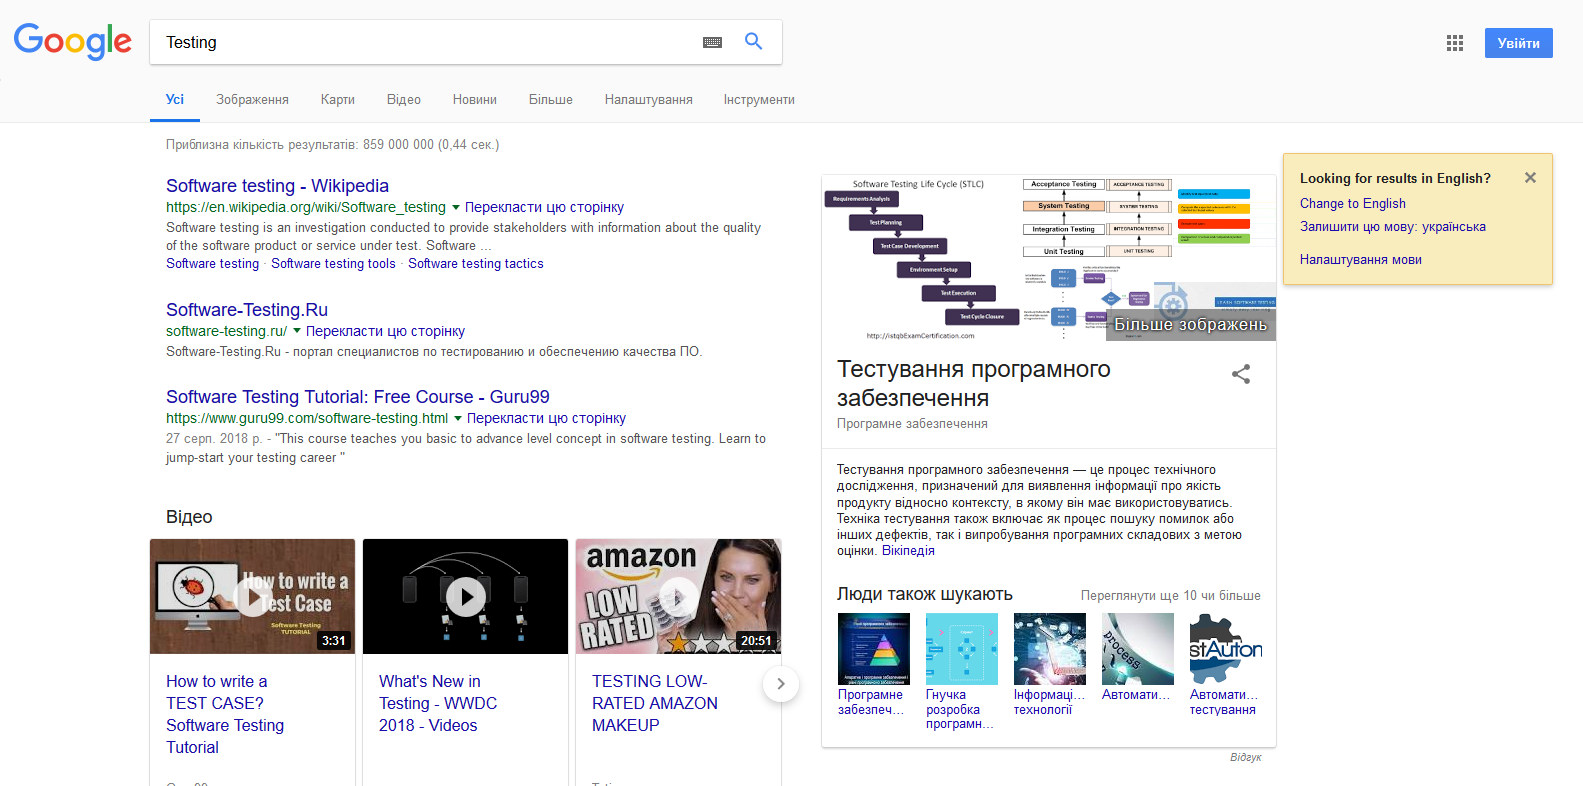 Google
Testing
Увійти
Усі
Зображення
Карти
Відео
Новини
Більше
Налаштування
Інструменти
Приблизна кількість результатів: 859 000 000 (0,44 сек.)
Software testing - Wikipedia
https://en.wikipedia.org/wiki/Software_testing Перекласти цю сторінку
Software testing is an investigation conducted to provide stakeholders with information about the quality
of the software product or service under test. Software ...
Software testing · Software testing tools · Software testing tactics
Software-Testing.Ru
software-testing.ru/ Перекласти цю сторінку
Software-Testing.Ru - портал специалистов по тестированию и обеспечению качества ПО.
Software Testing Tutorial: Free Course - Guru99
https://www.guru99.com/software-testing.html Перекласти цю сторінку
27 серп. 2018 р. - "This course teaches you basic to advance level concept in software testing. Learn to
jump-start your testing career "
Відео
How to write a
Test Case
Software Testing
TUTORIAL
3:31
How to write a
TEST CASE?
Software Testing
Tutorial
What's New in
Testing - WWDC
2018 - Videos
amazon
LOW
RATED
20:51
TESTING LOW-
RATED AMAZON
MAKEUP
Software Testing Life Cycle (STLC)
Requirements Analysis
Test Planning
Test Case Development
Environment Setup
Test Execution
Test Cycle Closure
http://istqbExamCertification.com
Acceptance Testing
System Testing
Integration Testing
Unit Testing
ACCEPTANCE TESTING
SYSTEM TESTING
INTEGRATION TESTING
UNIT TESTING
Більше зображень
Тестування програмного
забезпечення
Програмне забезпечення
Тестування програмного забезпечення — це процес технічного
дослідження, призначений для виявлення інформації про якість
продукту відносно контексту, в якому він має використовуватись.
Техніка тестування також включає як процес пошуку помилок або
інших дефектів, так і випробування програмних складових з метою
оцінки. Вікіпедія
Люди також шукають
Переглянути ще 10 чи більше
process
stAuton
Програмне
забезпеч...
Гнучка
розробка
програмн...
Інформаці...
технології
Автомати...
Автомати...
тестування
Відгук
Looking for results in English?
Change to English
Залишити цю мову: українська
Налаштування мови